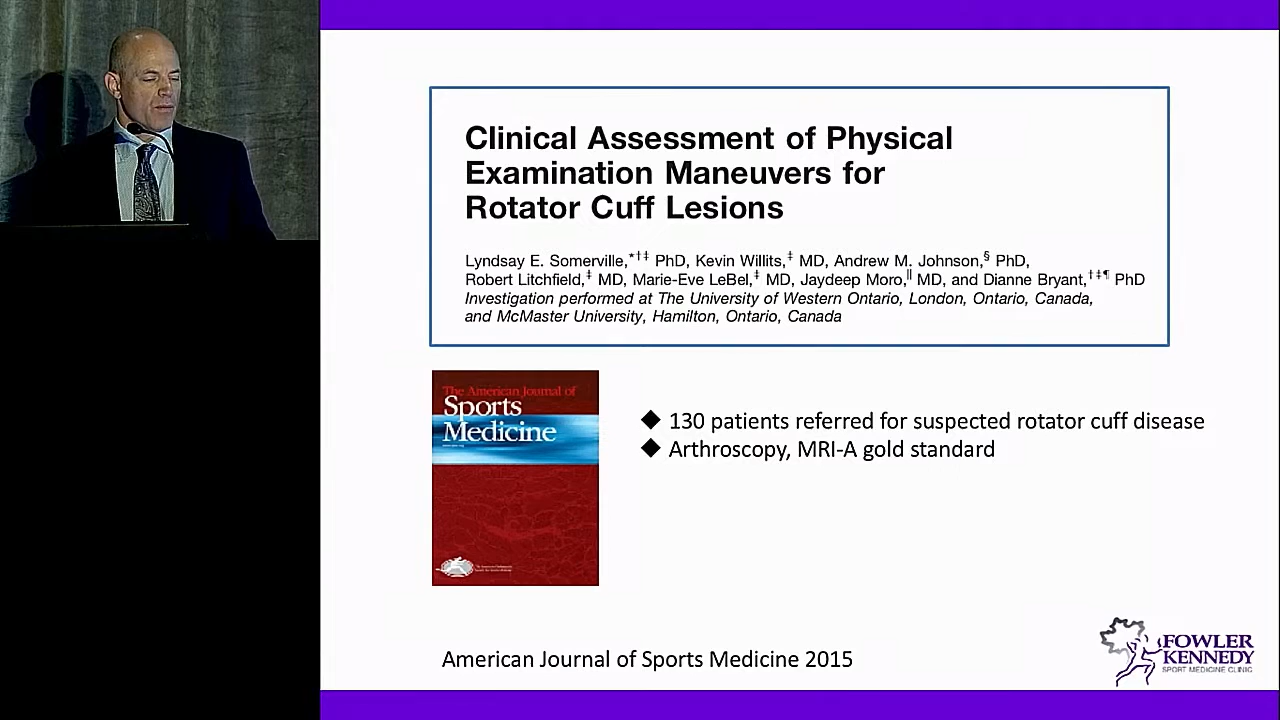 Clinical Assessment of Physical
Examination Maneuvers for
Rotator Cuff Lesions
Lyndsay E. Somerville,*†‡ PhD, Kevin Willits,‡ MD, Andrew M. Johnson,§ PhD,
Robert Litchfield,‡ MD, Marie-Eve LeBel,‡ MD, Jaydeep Moro,‖ MD, and Dianne Bryant,†‡¶ PhD
Investigation performed at The University of Western Ontario, London, Ontario, Canada,
and McMaster University, Hamilton, Ontario, Canada
The American Journal of
Sports
Medicine
◆ 130 patients referred for suspected rotator cuff disease
◆ Arthroscopy, MRI-A gold standard
American Journal of Sports Medicine 2015
FOWLER
KENNEDY
SPORT MEDICINE CLINIC